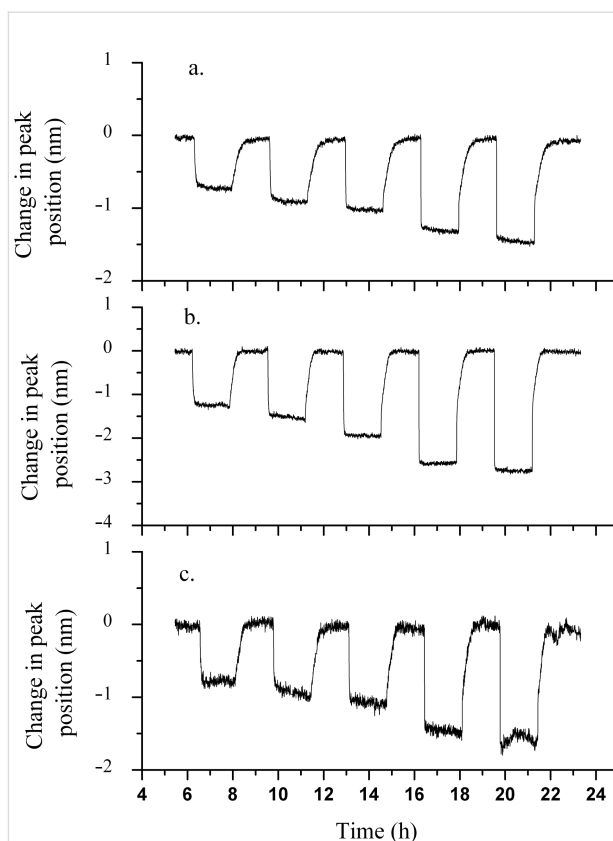 a.
1
0
-1
-2
Change in peak
position (nm)
b.
1
0
-1
-2
-3
-4
Change in peak
position (nm)
c.
1
0
-1
-2
Change in peak
position (nm)
4 6 8 10 12 14 16 18 20 22 24
Time (h)